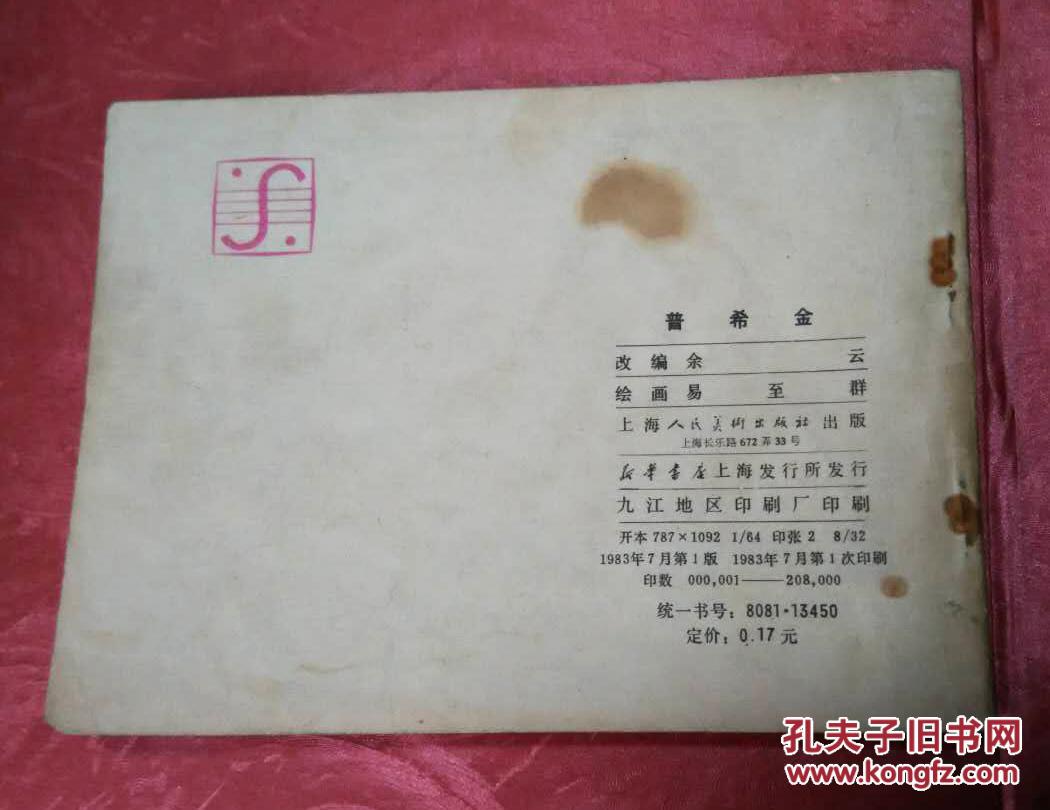 普希金
改编余云
绘画易至群
上海人民美术出版社出版
上海长乐路672弄33号
新华书店上海发行所发行
九江地区印刷厂印刷
开本 787×1092 1/64 印张 2 8/32
1983年7月第1版 1983年7月第1次印刷
印数 000,001——208,000
统一书号：8081·13450
定价：0.17元
孔夫子旧书网
www.kongfz.com